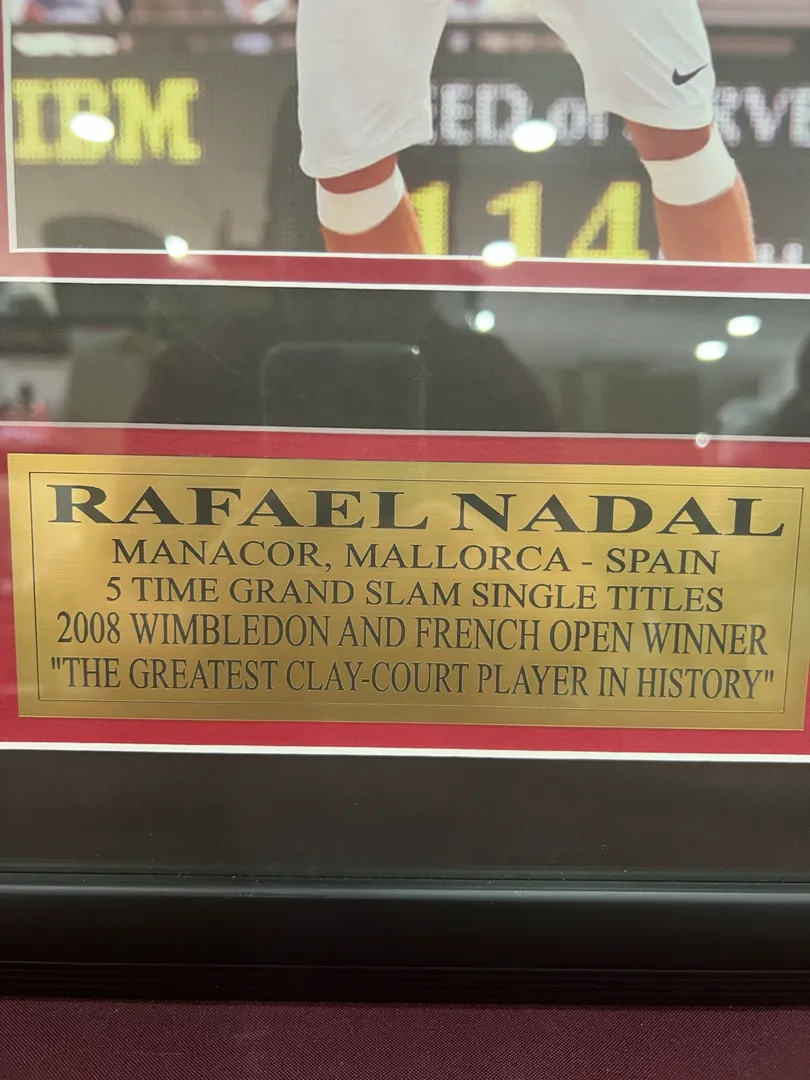 IBM
114
RAFAEL NADAL
MANACOR, MALLORCA - SPAIN
5 TIME GRAND SLAM SINGLE TITLES
2008 WIMBLEDON AND FRENCH OPEN WINNER
"THE GREATEST CLAY-COURT PLAYER IN HISTORY"